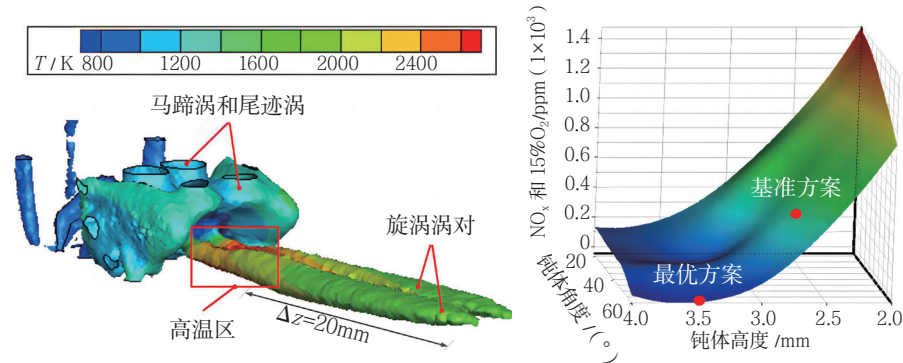 T/K 800 1200 1600 2000 2400
马蹄涡和尾迹涡
旋涡涡对
高温区
Δz=20mm
NOx 和 15%O₂/ppm（1×10³）
1.4
1.2
1.0
0.8
0.6
0.4
0.2
0
基准方案
最优方案
20
40
60
钝体角度 /（°）
4.0 3.5 3.0 2.5 2.0
钝体高度 /mm